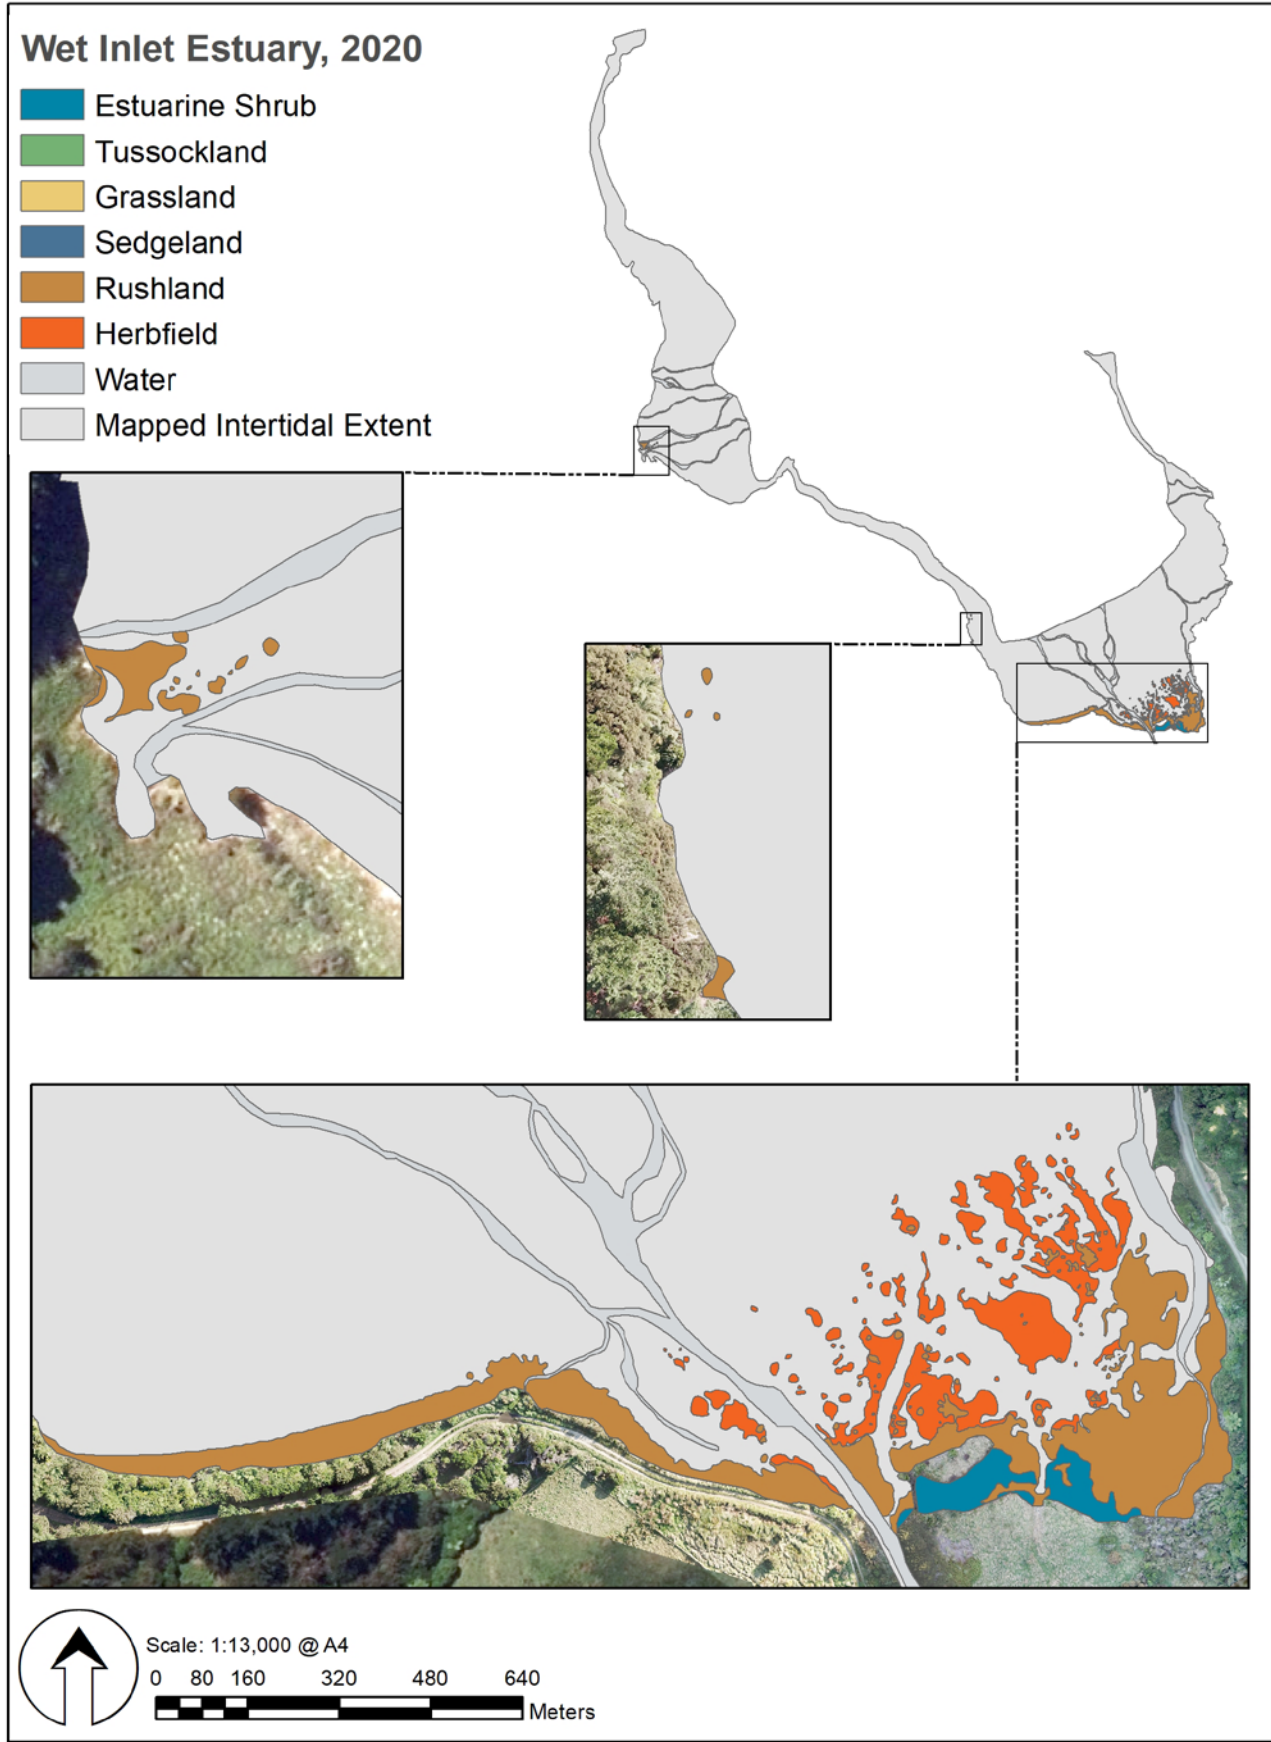 Wet Inlet Estuary, 2020
Estuarine Shrub
Tussockland
Grassland
Sedgeland
Rushland
Herbfield
Water
Mapped Intertidal Extent
Scale: 1:13,000 @ A4
0 80 160 320 480 640
Meters